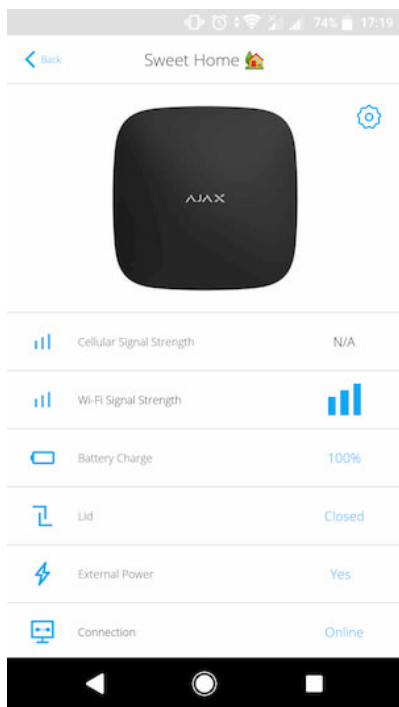 74% 17:19
Back Sweet Home 🏡
AJAX
Cellular Signal Strength N/A
Wi-Fi Signal Strength
Battery Charge 100%
Lid Closed
External Power Yes
Connection Online